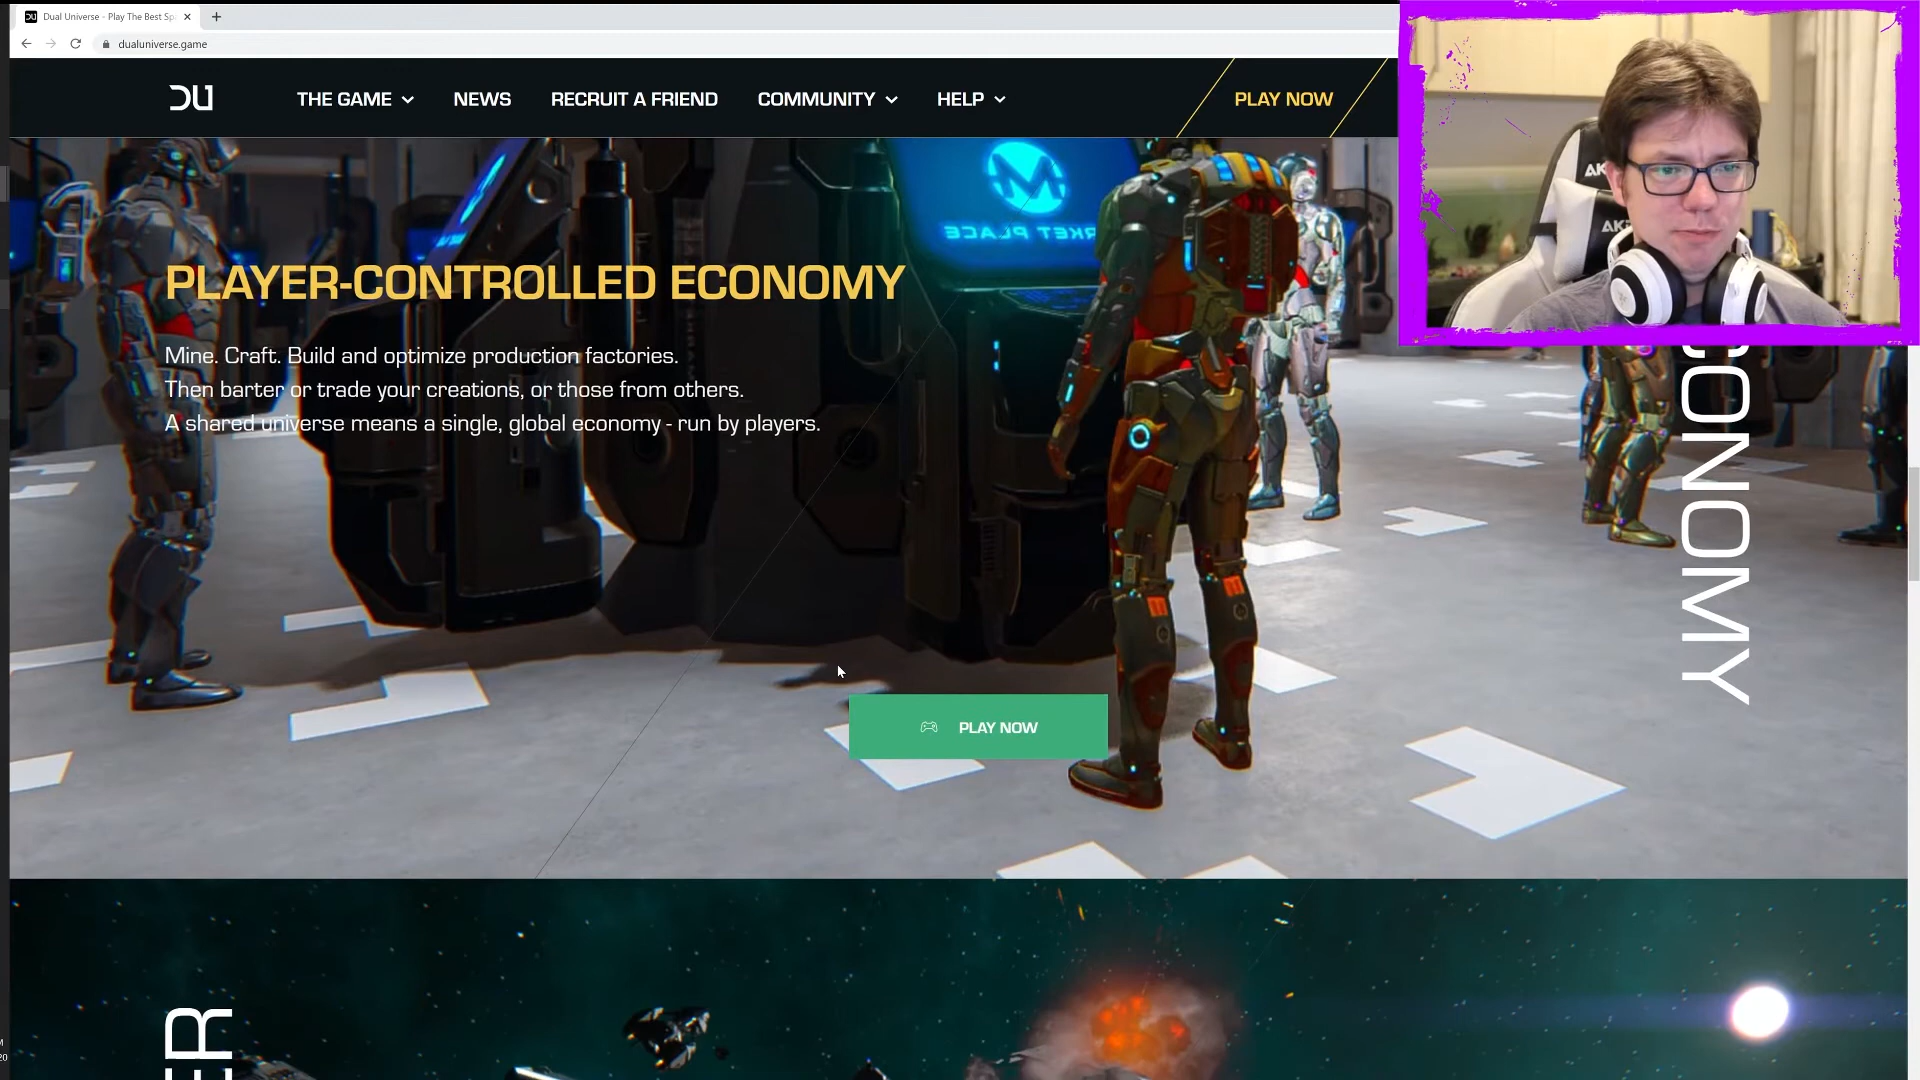 Dual Universe - Play The Best Sp
dualuniverse.game
DU
THE GAME
NEWS
RECRUIT A FRIEND
COMMUNITY
HELP
PLAY NOW
MARKET PLACE
PLAYER-CONTROLLED ECONOMY
Mine. Craft. Build and optimize production factories.
Then barter or trade your creations, or those from others.
A shared universe means a single, global economy - run by players.
CONOMY
PLAY NOW
ER